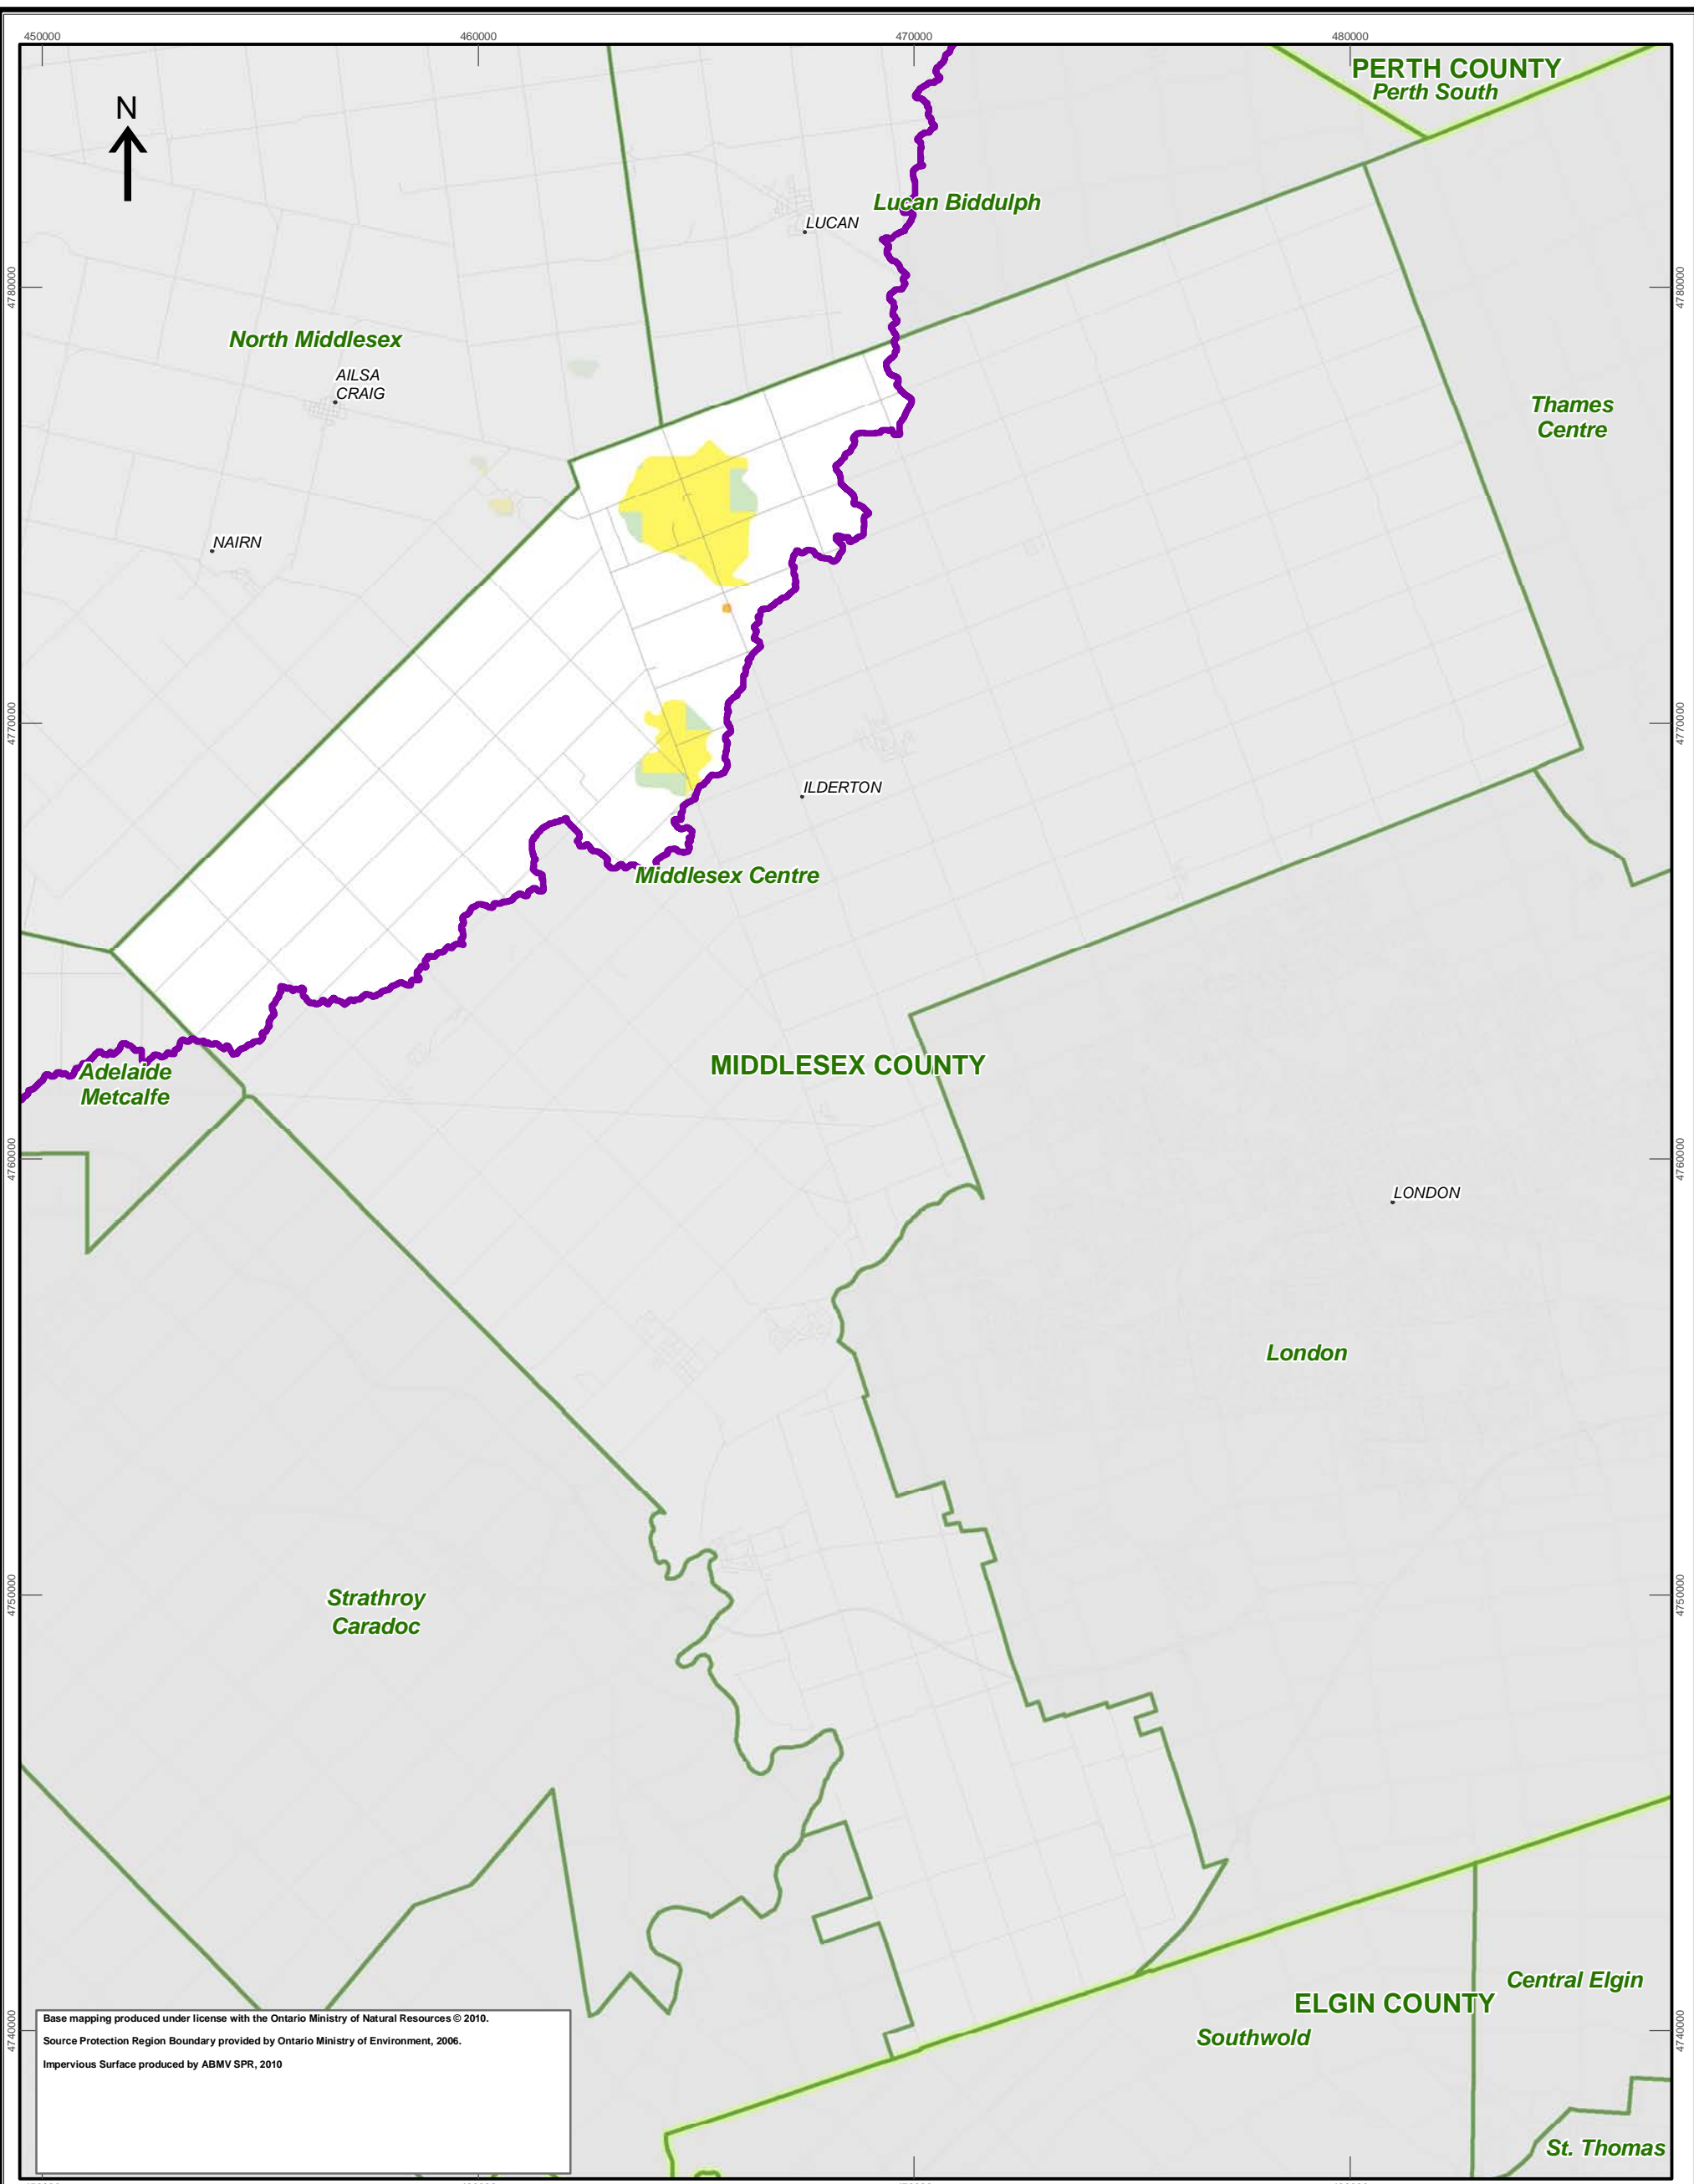 450000
460000
470000
480000
PERTH COUNTY
Perth South
N
Lucan Biddulph
LUCAN
4780000
4780000
North Middlesex
AILSA
CRAIG
Thames
Centre
NAIRN
4770000
4770000
ILDERTON
Middlesex Centre
MIDDLESEX COUNTY
Adelaide
Metcalfe
4760000
4760000
LONDON
London
Strathroy
Caradoc
4750000
4750000
Central Elgin
ELGIN COUNTY
Southwold
4740000
4740000
Base mapping produced under license with the Ontario Ministry of Natural Resources © 2010.
Source Protection Region Boundary provided by Ontario Ministry of Environment, 2006.
Impervious Surface produced by ABMV SPR, 2010
St. Thomas